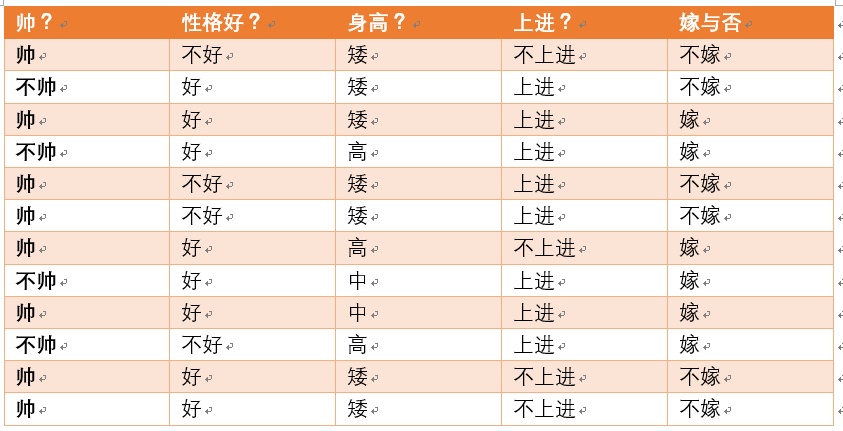 帅？ 性格好？ 身高？ 上进？ 嫁与否
帅 不好 矮 不上进 不嫁
不帅 好 矮 上进 不嫁
帅 好 矮 上进 嫁
不帅 好 高 上进 嫁
帅 不好 矮 上进 不嫁
帅 不好 矮 上进 不嫁
帅 好 高 不上进 嫁
不帅 好 中 上进 嫁
帅 好 中 上进 嫁
不帅 不好 高 上进 嫁
帅 好 矮 不上进 不嫁
帅 好 矮 不上进 不嫁